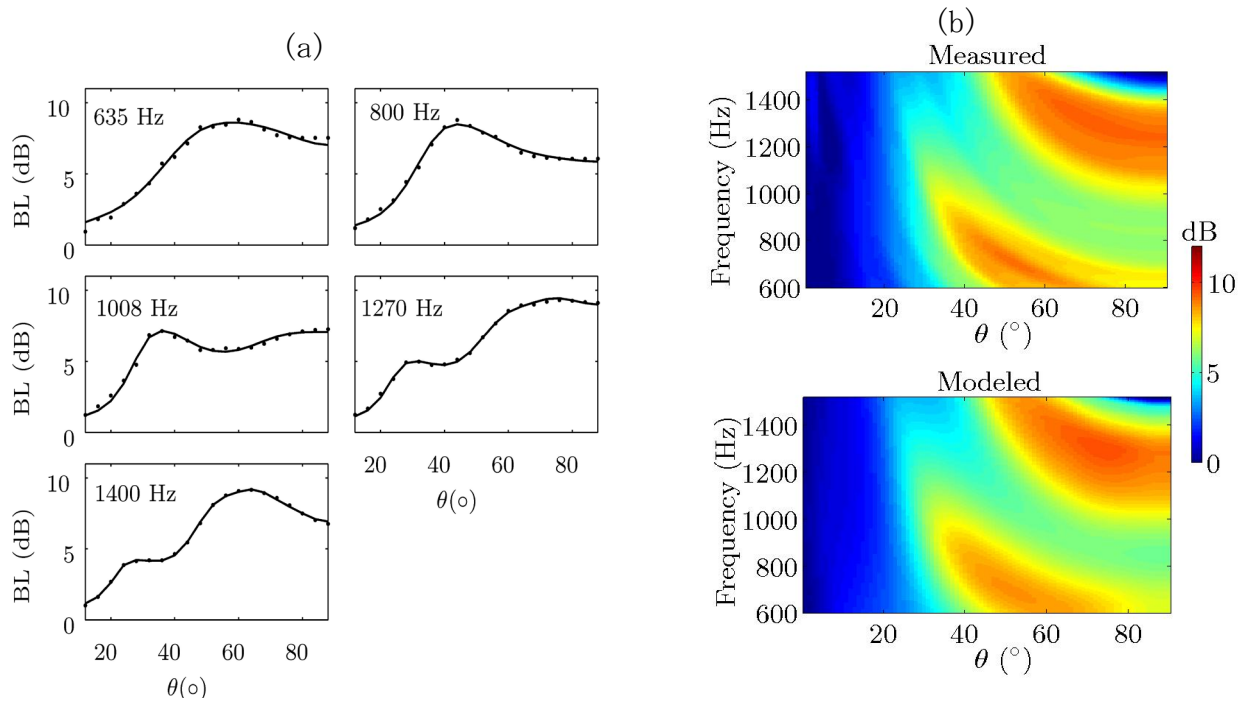 (a)
635 Hz
10
5
0
BL (dB)
800 Hz
1008 Hz
10
5
0
BL (dB)
1270 Hz
1400 Hz
10
5
0
BL (dB)
20 40 60 80
θ(○)
20 40 60 80
θ(○)
(b)
Measured
1400
1200
1000
800
600
Frequency (Hz)
20 40 60 80
θ (°)
dB
10
5
0
Modeled
1400
1200
1000
800
600
Frequency (Hz)
20 40 60 80
θ (°)